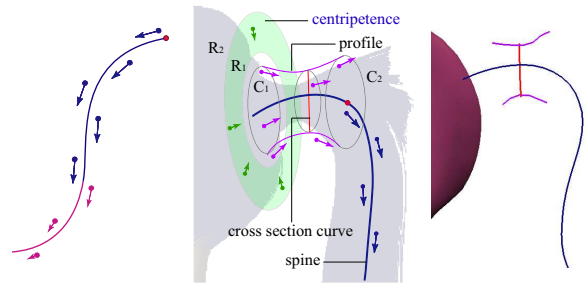 centripetence
R2
profile
R1
C1
C2
cross section curve
spine